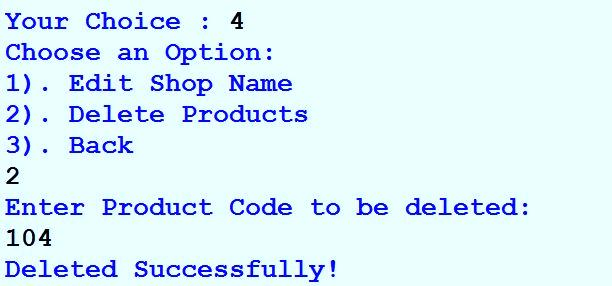 Your Choice : 4
Choose an Option:
1). Edit Shop Name
2). Delete Products
3). Back
2
Enter Product Code to be deleted:
104
Deleted Successfully!